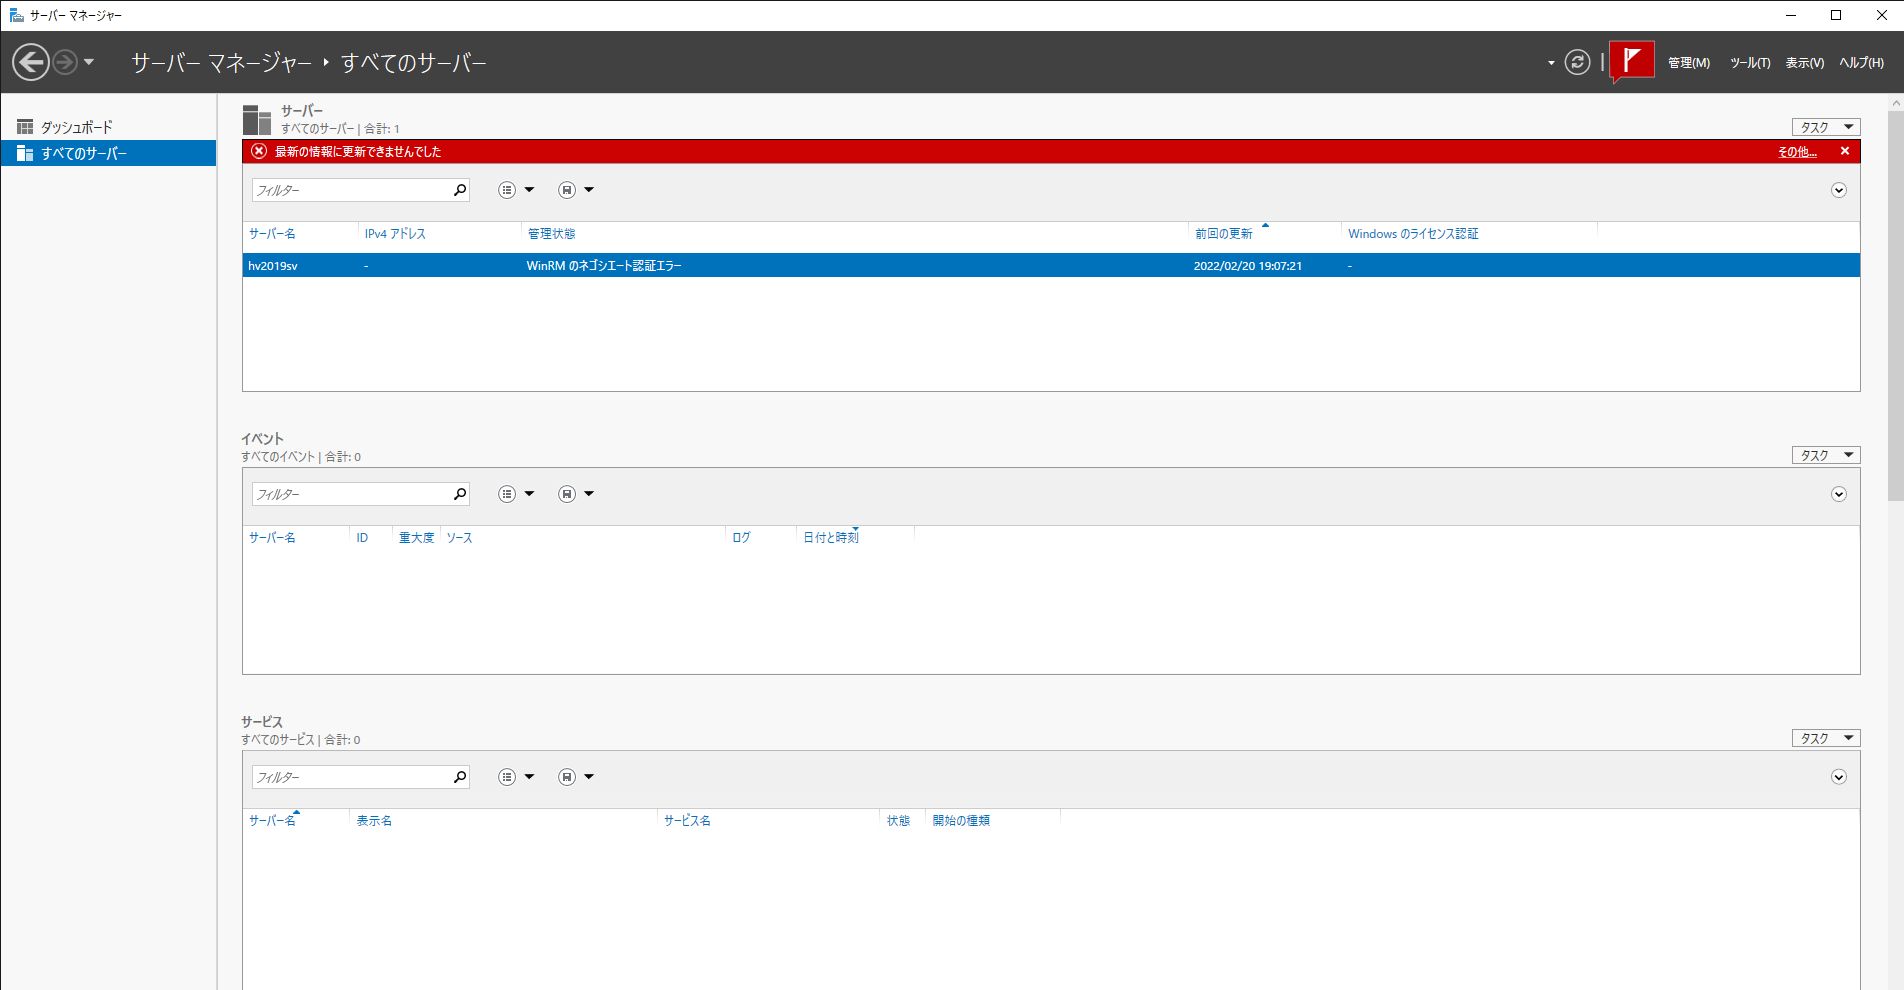 サーバー マネージャー
サーバー マネージャー ‣ すべてのサーバー
管理(M) ツール(T) 表示(V) ヘルプ(H)
ダッシュボード
すべてのサーバー
サーバー
すべてのサーバー | 合計: 1
タスク
最新の情報に更新できませんでした
その他...
フィルター
サーバー名 IPv4 アドレス 管理状態 前回の更新 Windows のライセンス認証
hv2019sv - WinRM のネゴシエート認証エラー 2022/02/20 19:07:21 -
イベント
すべてのイベント | 合計: 0
タスク
フィルター
サーバー名 ID 重大度 ソース ログ 日付と時刻
サービス
すべてのサービス | 合計: 0
タスク
フィルター
サーバー名 表示名 サービス名 状態 開始の種類